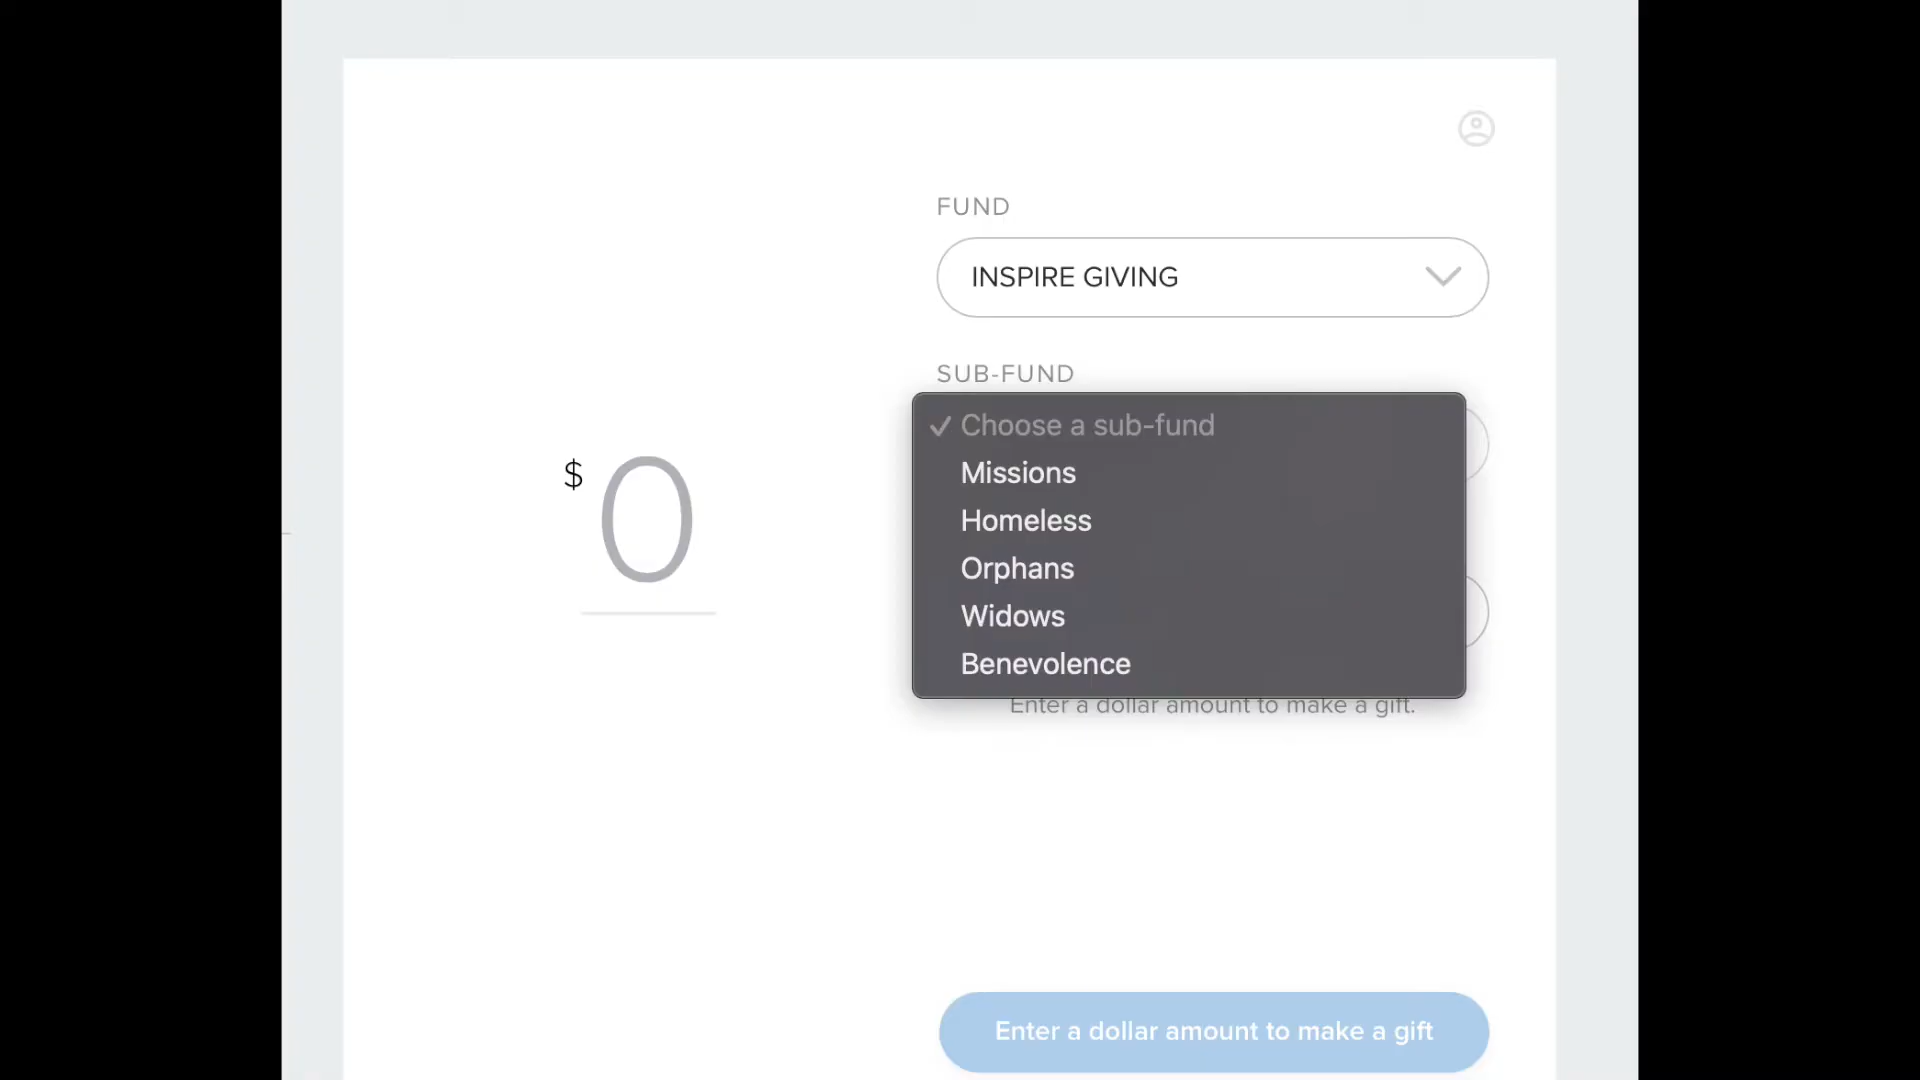 FUND
INSPIRE GIVING
SUB-FUND
✓ Choose a sub-fund
Missions
Homeless
Orphans
Widows
Benevolence
$ 0
Enter a dollar amount to make a gift.
Enter a dollar amount to make a gift